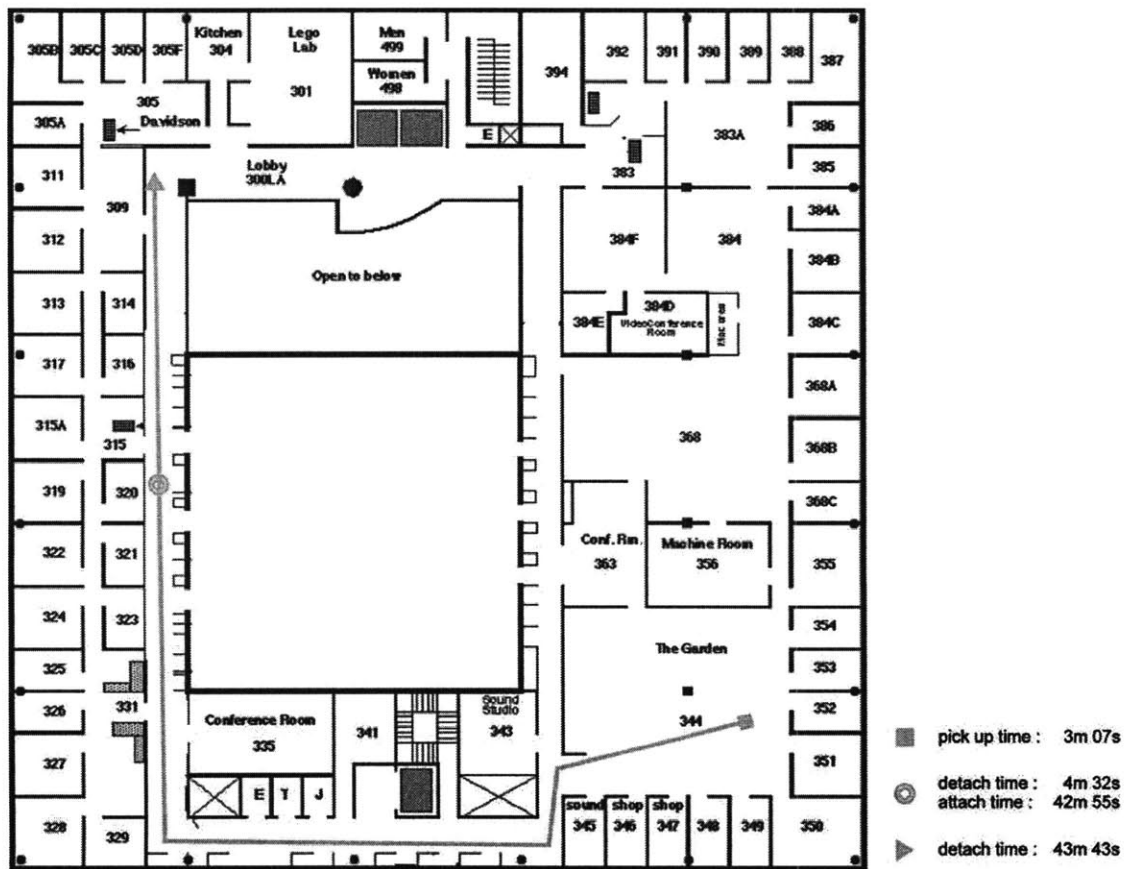 305B 305C 305D 305F Kitchen 304 Lego Lab 301 Men 499 394 392 391 390 389 388 387
Women 498
305 Davidson
305A
E
383A
386
311
Lobby 300LA
383
385
309
384A
312
384F 384
384B
Open to below
313 314
384E 384D VideoConference Room Mac area
384C
317 316
368A
315A
315
368
368B
319 320
368C
322 321
Conf. Rm. 363
Machine Room 356
355
324 323
354
The Garden
325
353
326 331
Conference Room 335
341
Sound Studio 343
344
352
327
351
E T J
328 329
sound 345 shop 346 shop 347 348 349 350
pick up time : 3m 07s
detach time : 4m 32s
attach time : 42m 55s
detach time : 43m 43s